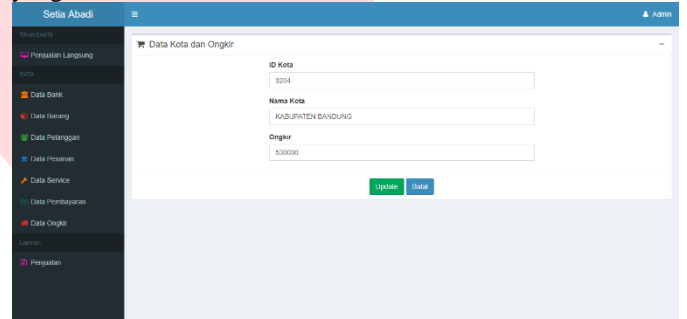 Setia Abadi
Admin
TRANSAKSI
Penjualan Langsung
DATA
Data Bank
Data Barang
Data Pelanggan
Data Pesanan
Data Service
Data Pembayaran
Data Ongkir
Laporan
Penjualan
Data Kota dan Ongkir
ID Kota
3204
Nama Kota
KABUPATEN BANDUNG
Ongkir
530000
Update Batal